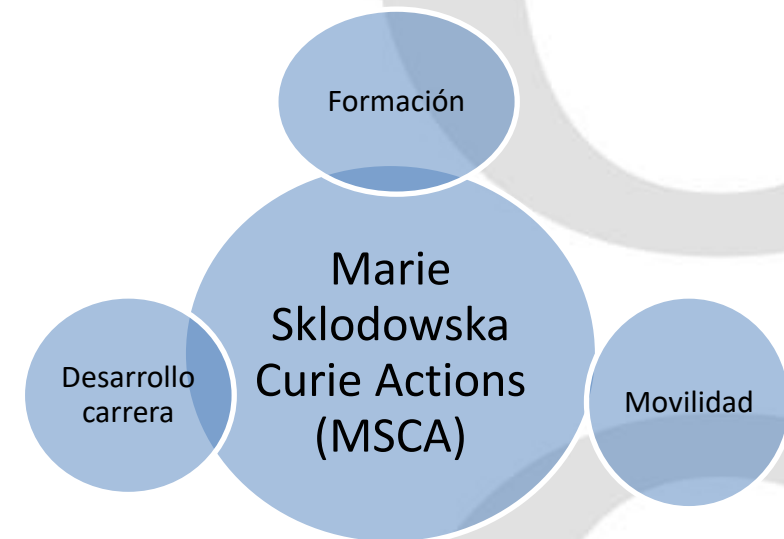 Formación
Marie
Sklodowska
Curie Actions
(MSCA)
Desarrollo
carrera
Movilidad